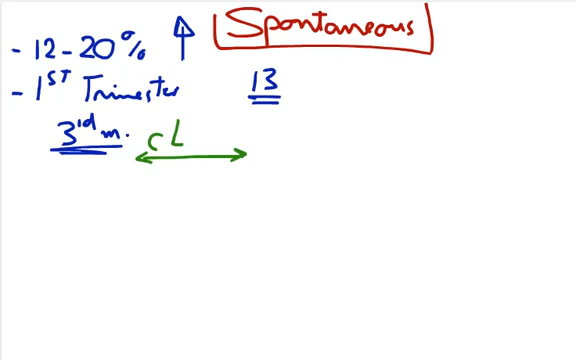 Spontaneous
- 12-20% ↑
- 1ST Trimester 13
3rd m.
CL